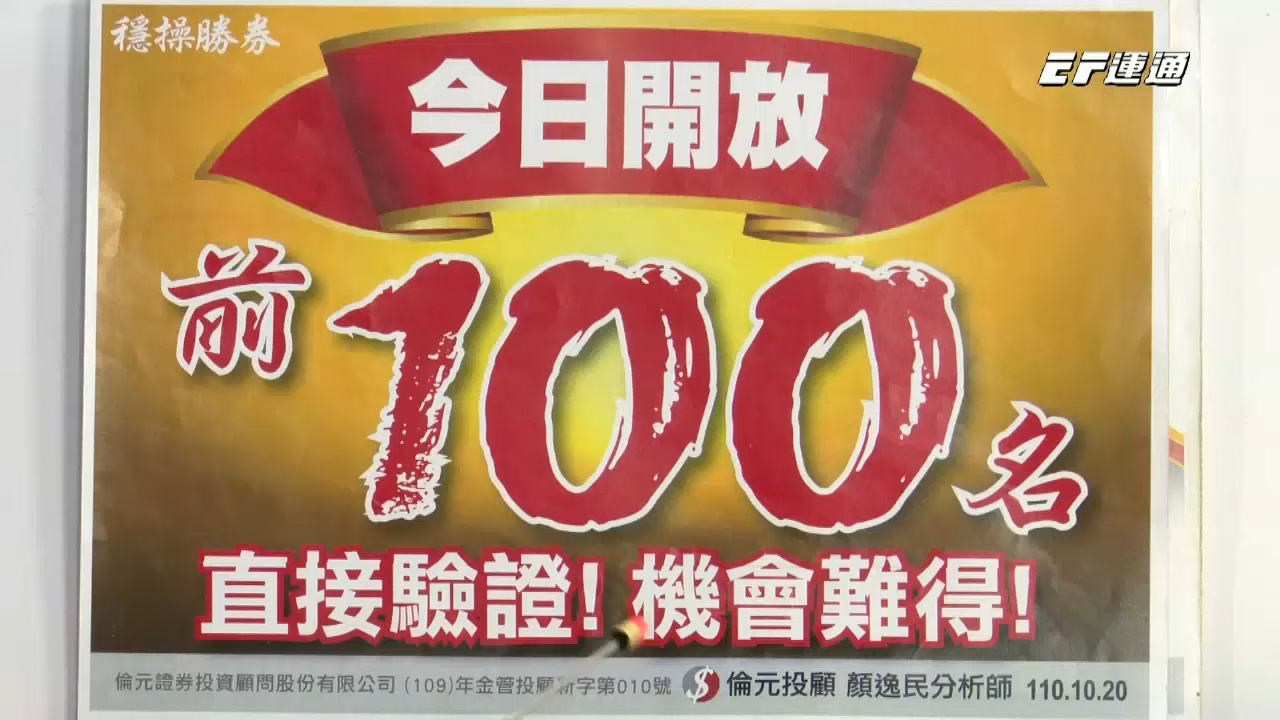 穩操勝券
EF運通
今日開放
前100名
直接驗證! 機會難得!
倫元證券投資顧問股份有限公司 (109)年金管投顧新字第010號 倫元投顧 顏逸民分析師 110.10.20